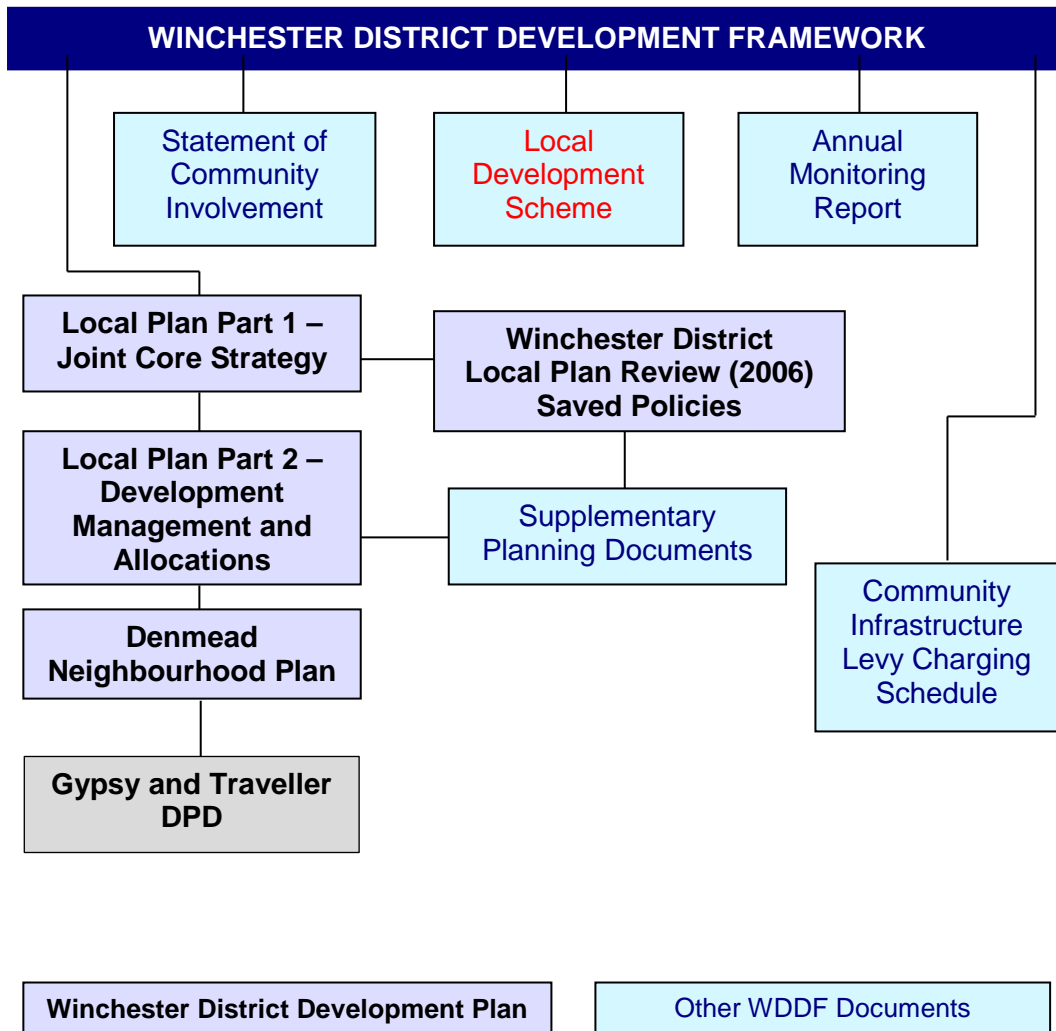 WINCHESTER DISTRICT DEVELOPMENT FRAMEWORK
Statement of
Community
Involvement
Local
Development
Scheme
Annual
Monitoring
Report
Local Plan Part 1 –
Joint Core Strategy
Winchester District
Local Plan Review (2006)
Saved Policies
Local Plan Part 2 –
Development
Management and
Allocations
Supplementary
Planning Documents
Community
Infrastructure
Levy Charging
Schedule
Denmead
Neighbourhood Plan
Gypsy and Traveller
DPD
Winchester District Development Plan
Other WDDF Documents